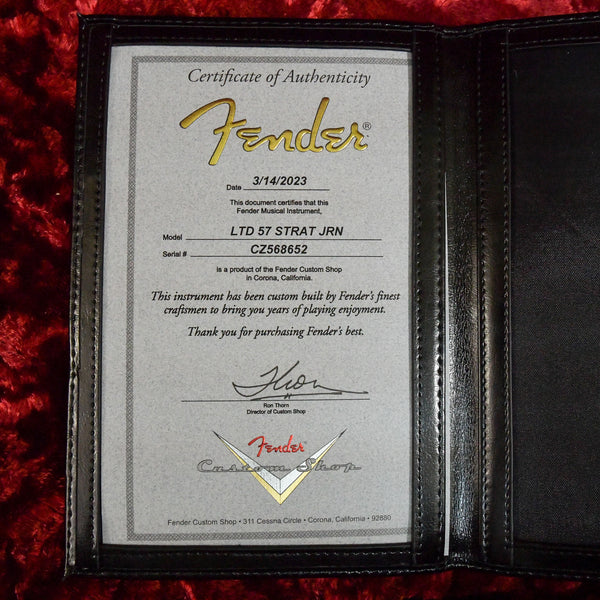 Certificate of Authenticity
Fender®
Date 3/14/2023
This document certifies that this
Fender Musical Instrument,
Model LTD 57 STRAT JRN
Serial # CZ568652
is a product of the Fender Custom Shop
in Corona, California.
This instrument has been custom built by Fender's finest
craftsmen to bring you years of playing enjoyment.
Thank you for purchasing Fender's best.
Ron Thorn
Director of Custom Shop
Fender
Custom Shop
Fender Custom Shop • 311 Cessna Circle • Corona, California • 92880